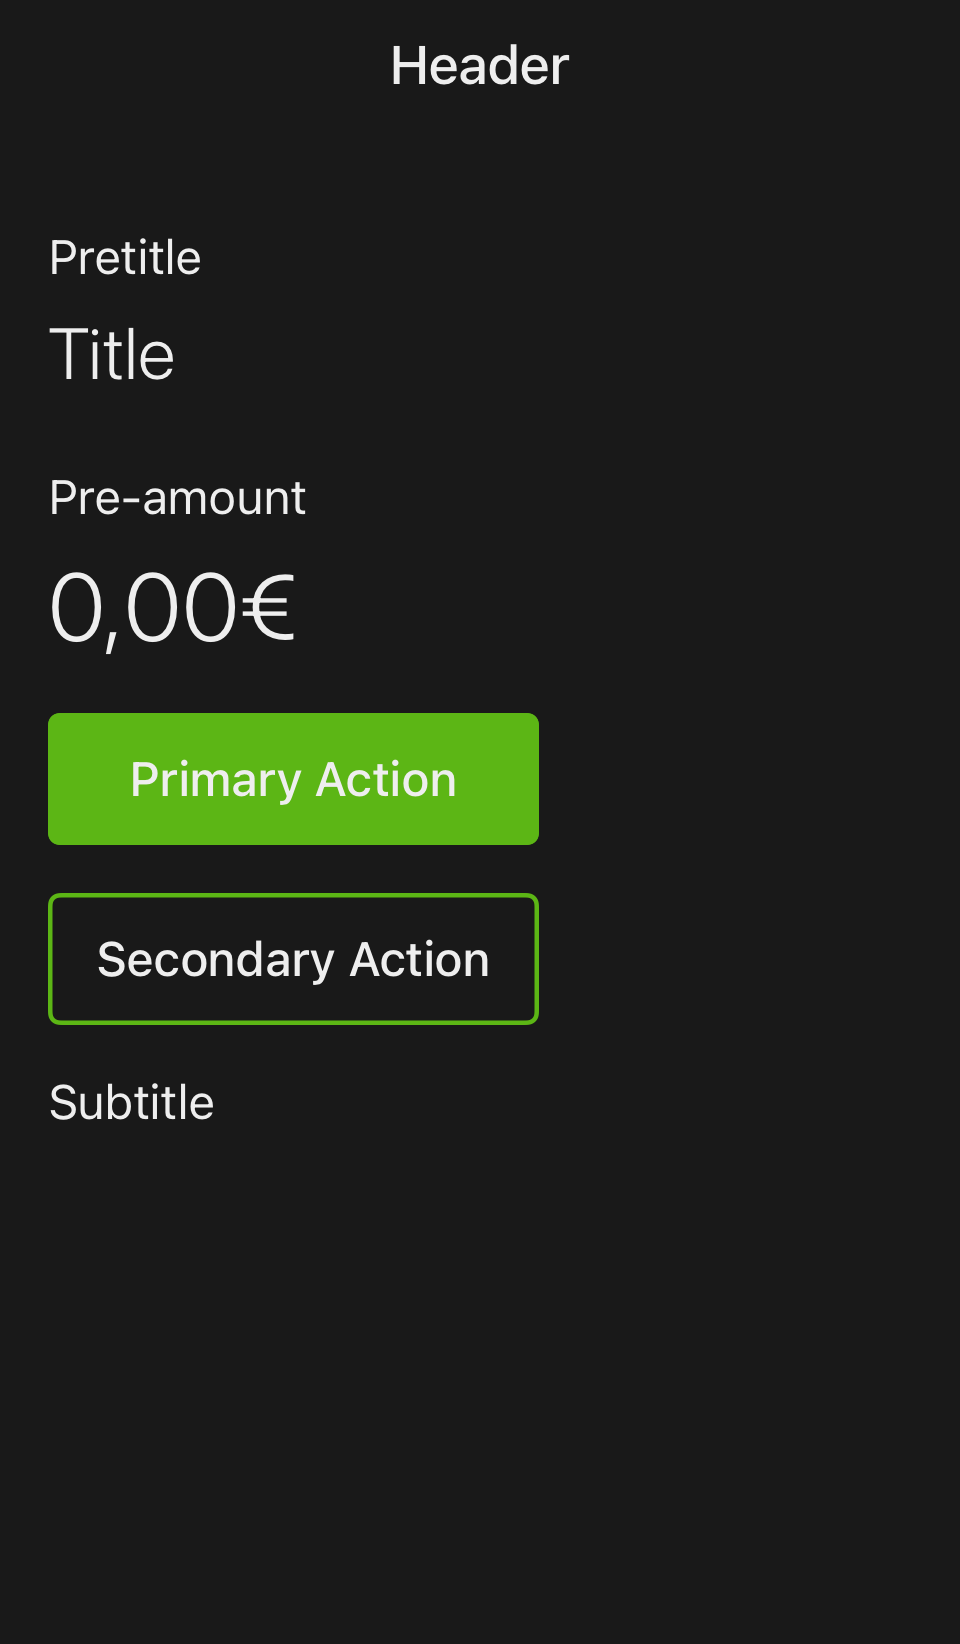 Header
Pretitle
Title
Pre-amount
0,00€
Primary Action
Secondary Action
Subtitle